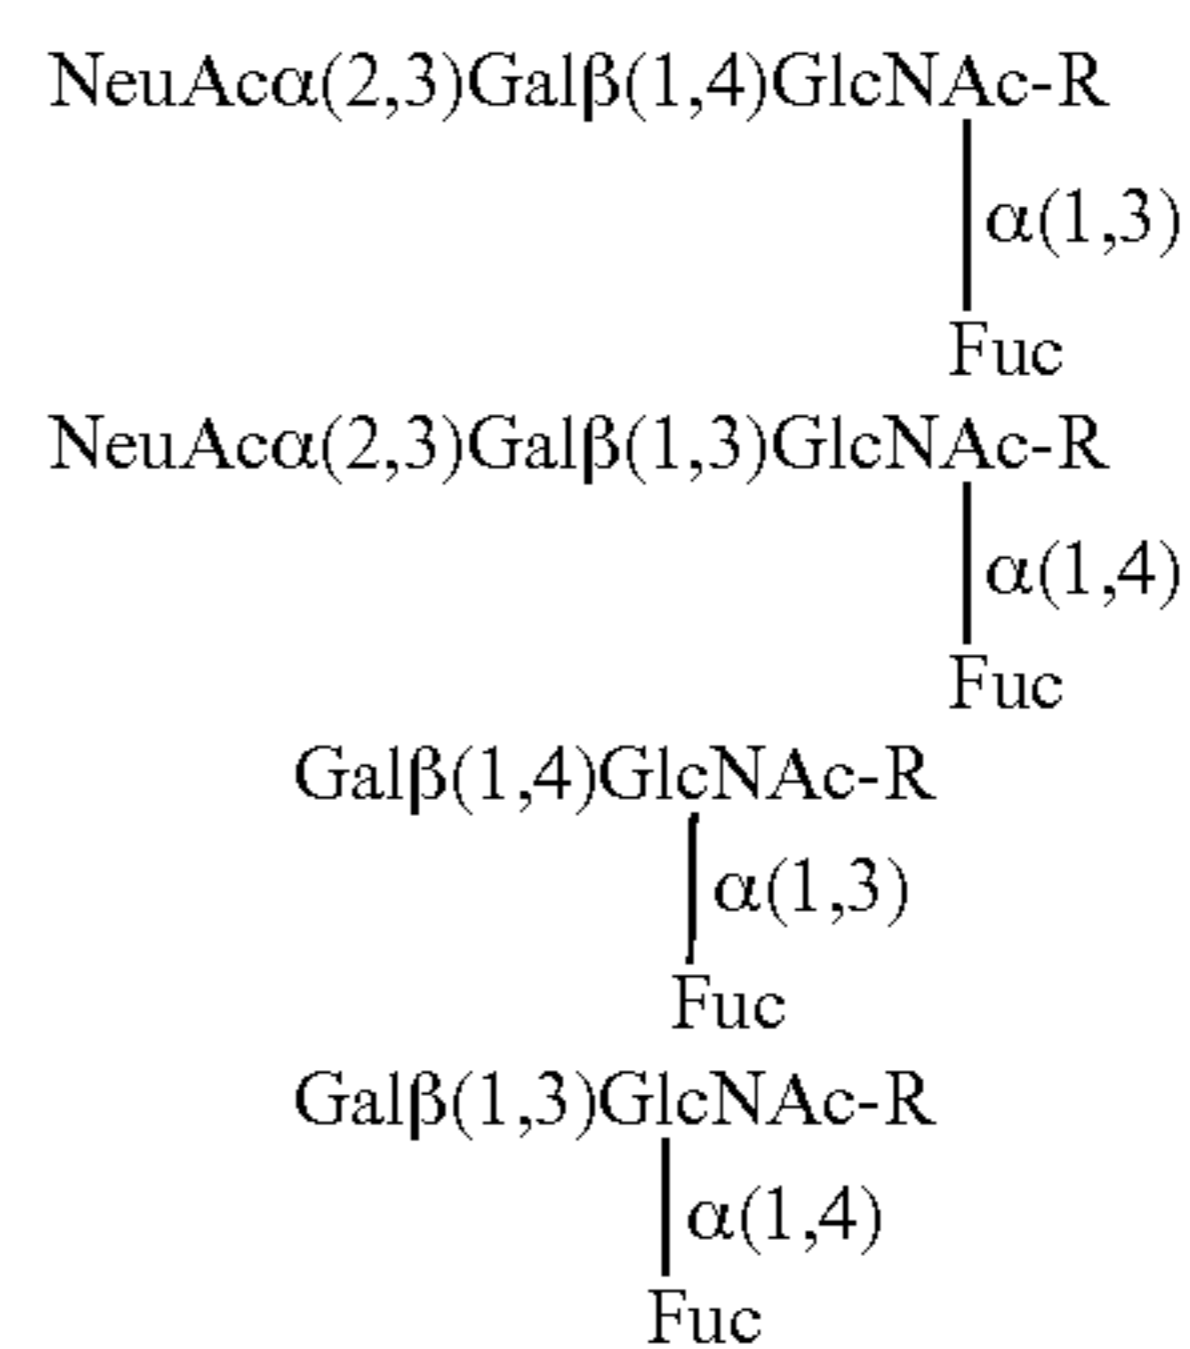 NeuAcα(2,3)Galβ(1,4)GlcNAc-R
α(1,3)
Fuc
NeuAcα(2,3)Galβ(1,3)GlcNAc-R
α(1,4)
Fuc
Galβ(1,4)GlcNAc-R
α(1,3)
Fuc
Galβ(1,3)GlcNAc-R
α(1,4)
Fuc